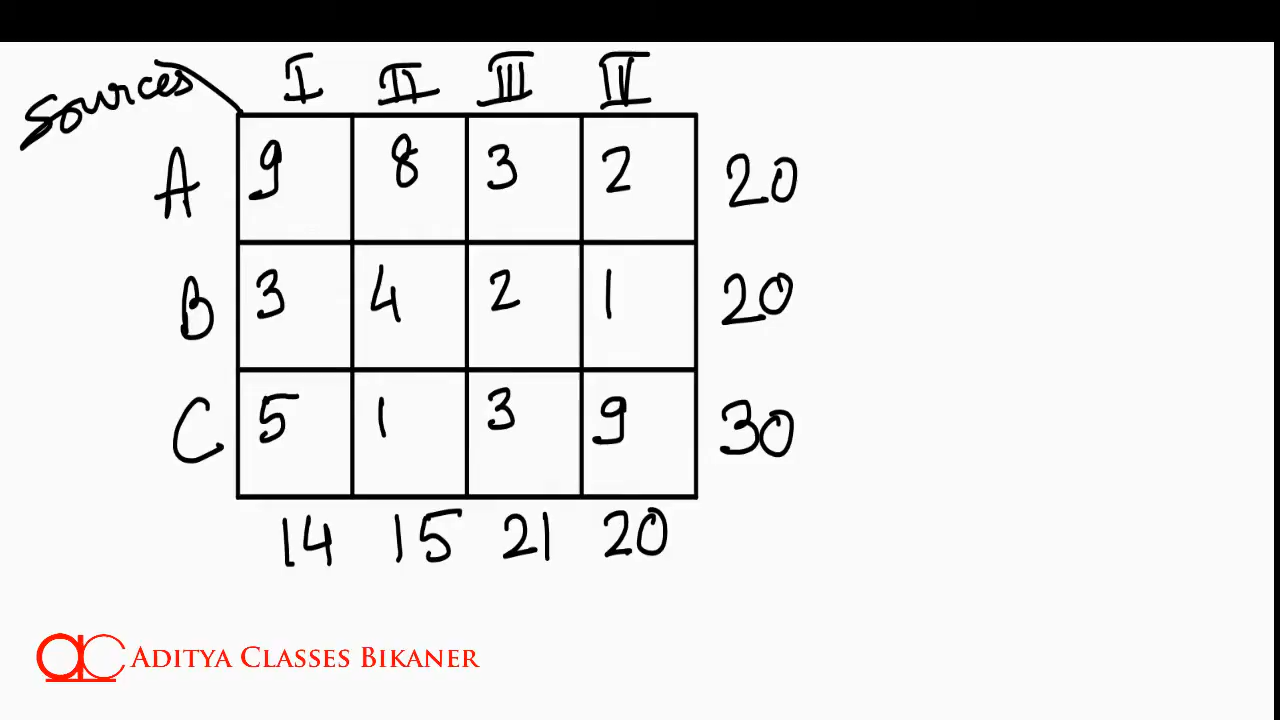 Sources I II III IV
A 9 8 3 2 20
B 3 4 2 1 20
C 5 1 3 9 30
14 15 21 20
ac ADITYA CLASSES BIKANER